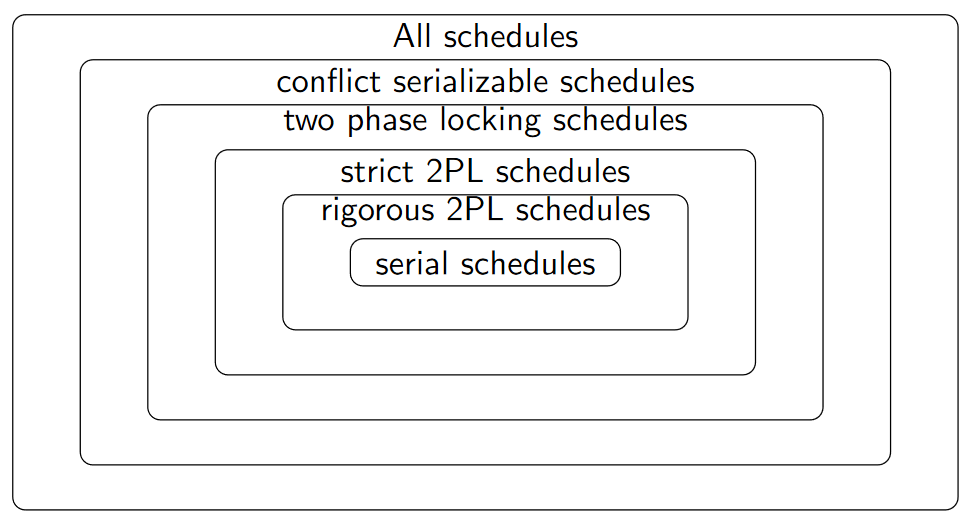 All schedules
conflict serializable schedules
two phase locking schedules
strict 2PL schedules
rigorous 2PL schedules
serial schedules